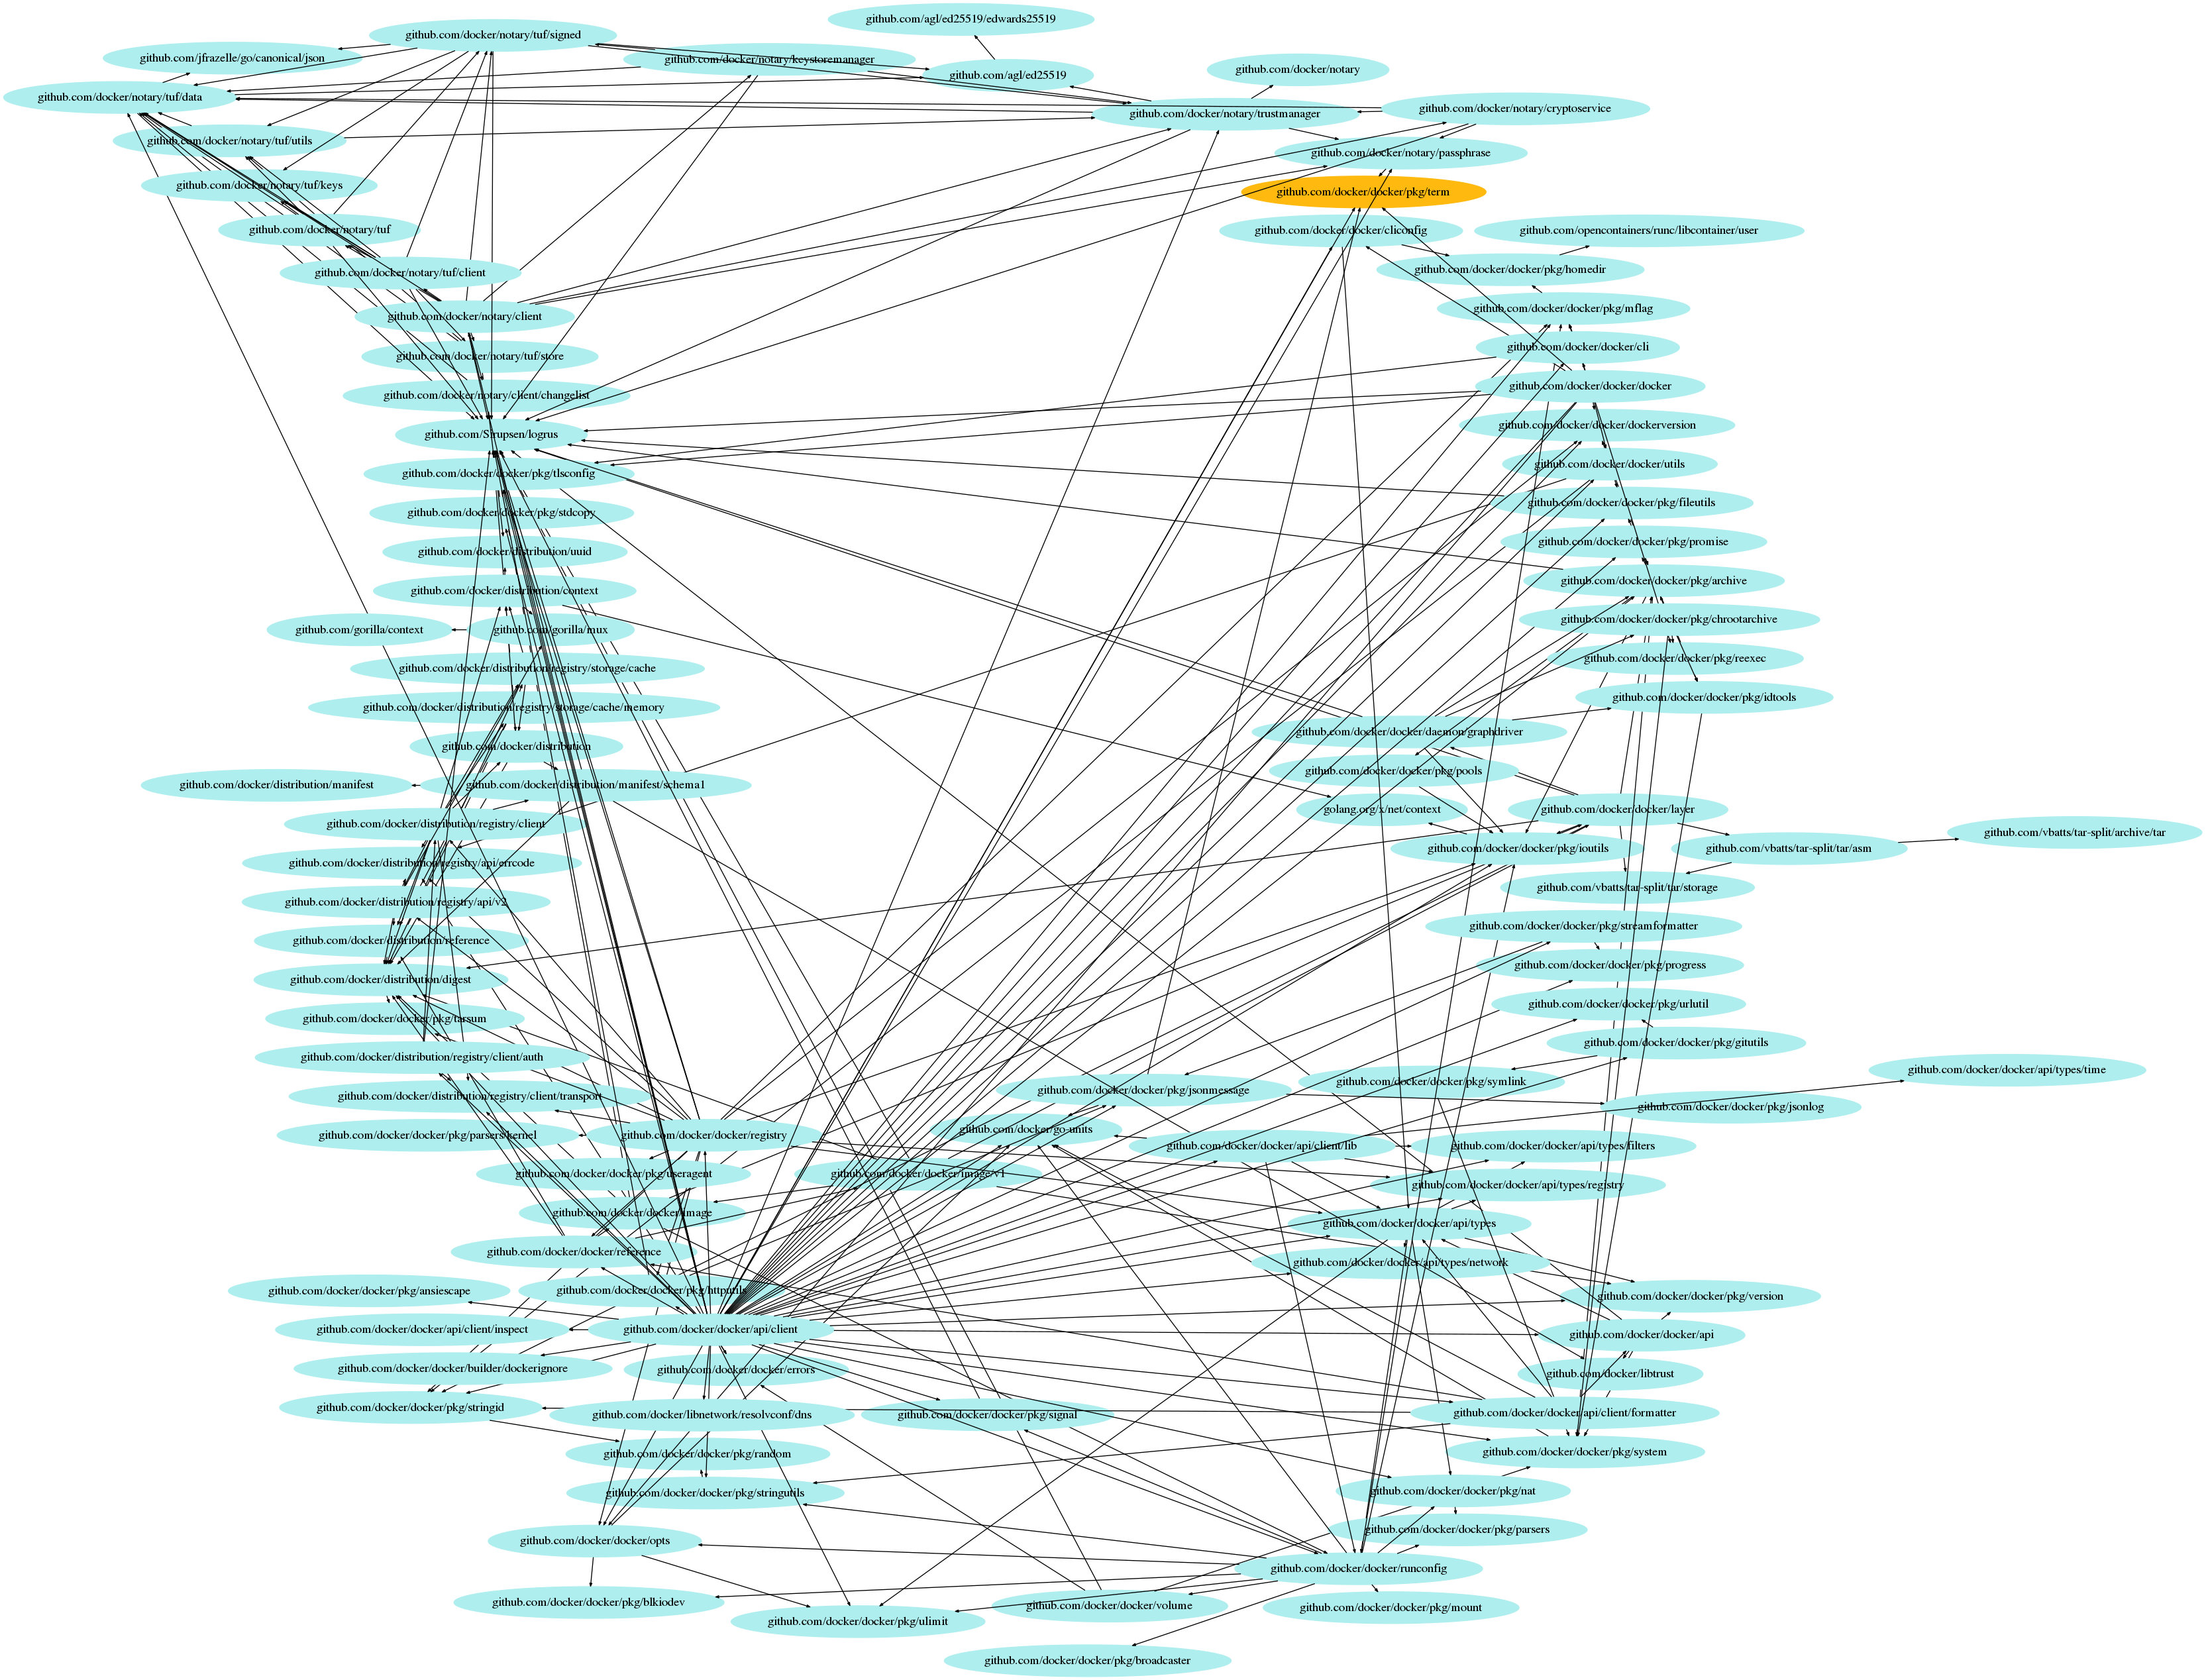 github.com/agl/ed25519/edwards25519
github.com/docker/notary/tuf/signed
github.com/jfrazelle/go/canonical/json
github.com/docker/notary/keystoremanager
github.com/agl/ed25519
github.com/docker/notary
github.com/docker/notary/tuf/data
github.com/docker/notary/cryptoservice
github.com/docker/notary/trustmanager
github.com/docker/notary/tuf/utils
github.com/docker/notary/passphrase
github.com/docker/notary/tuf/keys
github.com/docker/docker/pkg/term
github.com/docker/notary/tuf
github.com/docker/docker/cliconfig
github.com/opencontainers/runc/libcontainer/user
github.com/docker/notary/tuf/client
github.com/docker/docker/pkg/homedir
github.com/docker/notary/client
github.com/docker/docker/pkg/mflag
github.com/docker/notary/tuf/store
github.com/docker/docker/cli
github.com/docker/notary/client/changelist
github.com/docker/docker/docker
github.com/Sirupsen/logrus
github.com/docker/docker/dockerversion
github.com/docker/docker/pkg/tlsconfig
github.com/docker/docker/utils
github.com/docker/docker/pkg/stdcopy
github.com/docker/docker/pkg/fileutils
github.com/docker/distribution/uuid
github.com/docker/docker/pkg/promise
github.com/docker/distribution/context
github.com/docker/docker/pkg/archive
github.com/gorilla/context
github.com/gorilla/mux
github.com/docker/docker/pkg/chrootarchive
github.com/docker/distribution/registry/storage/cache
github.com/docker/docker/pkg/reexec
github.com/docker/distribution/registry/storage/cache/memory
github.com/docker/docker/pkg/idtools
github.com/docker/distribution
github.com/docker/docker/daemon/graphdriver
github.com/docker/distribution/manifest
github.com/docker/distribution/manifest/schema1
github.com/docker/docker/pkg/pools
github.com/docker/distribution/registry/client
golang.org/x/net/context
github.com/docker/docker/layer
github.com/vbatts/tar-split/archive/tar
github.com/docker/distribution/registry/api/errcode
github.com/docker/docker/pkg/ioutils
github.com/vbatts/tar-split/tar/asm
github.com/docker/distribution/registry/api/v2
github.com/vbatts/tar-split/tar/storage
github.com/docker/distribution/reference
github.com/docker/docker/pkg/streamformatter
github.com/docker/distribution/digest
github.com/docker/docker/pkg/progress
github.com/docker/docker/pkg/tarsum
github.com/docker/docker/pkg/urlutil
github.com/docker/distribution/registry/client/auth
github.com/docker/docker/pkg/gitutils
github.com/docker/distribution/registry/client/transport
github.com/docker/docker/pkg/jsonmessage
github.com/docker/docker/pkg/symlink
github.com/docker/docker/api/types/time
github.com/docker/docker/pkg/parsers/kernel
github.com/docker/docker/registry
github.com/docker/go-units
github.com/docker/docker/api/client/lib
github.com/docker/docker/pkg/jsonlog
github.com/docker/docker/api/types/filters
github.com/docker/docker/pkg/useragent
github.com/docker/docker/image/v1
github.com/docker/docker/api/types/registry
github.com/docker/docker/image
github.com/docker/docker/api/types
github.com/docker/docker/reference
github.com/docker/docker/api/types/network
github.com/docker/docker/pkg/ansiescape
github.com/docker/docker/pkg/httputils
github.com/docker/docker/pkg/version
github.com/docker/docker/api/client/inspect
github.com/docker/docker/api/client
github.com/docker/docker/api
github.com/docker/docker/builder/dockerignore
github.com/docker/docker/errors
github.com/docker/libtrust
github.com/docker/docker/pkg/stringid
github.com/docker/libnetwork/resolvconf/dns
github.com/docker/docker/pkg/signal
github.com/docker/docker/api/client/formatter
github.com/docker/docker/pkg/random
github.com/docker/docker/pkg/system
github.com/docker/docker/pkg/stringutils
github.com/docker/docker/pkg/nat
github.com/docker/docker/opts
github.com/docker/docker/pkg/parsers
github.com/docker/docker/runconfig
github.com/docker/docker/pkg/blkiodev
github.com/docker/docker/pkg/ulimit
github.com/docker/docker/volume
github.com/docker/docker/pkg/mount
github.com/docker/docker/pkg/broadcaster